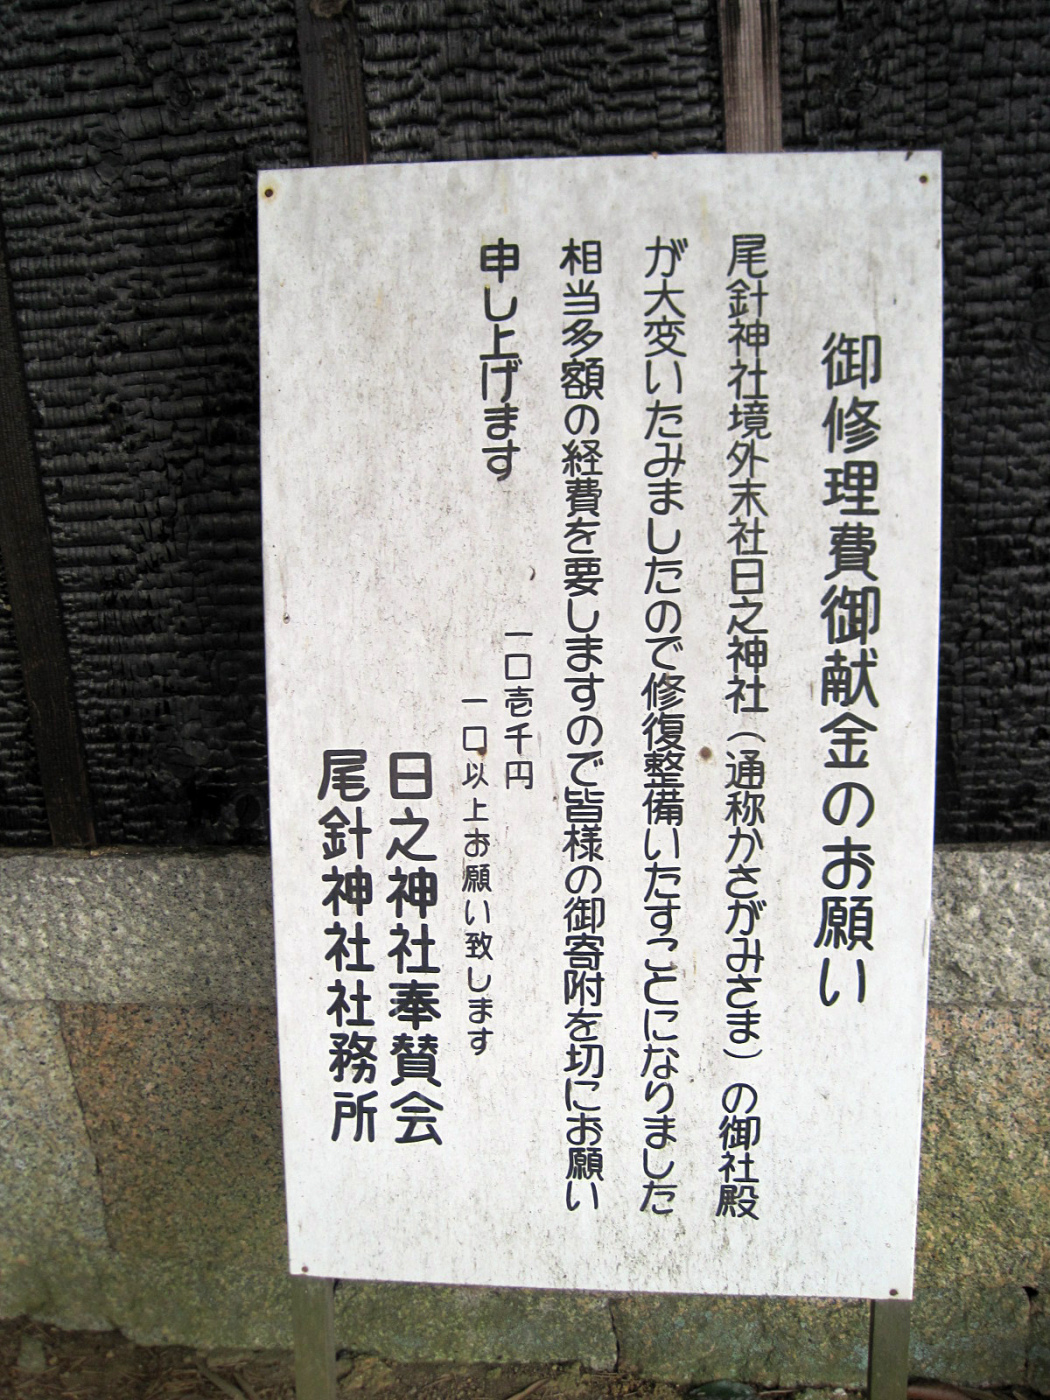 御修理費御献金のお願い
尾針神社境外末社日之神社（通称かさがみさま）の御社殿
が大変いたみましたので修復整備いたすことになりました
相当多額の経費を要しますので皆様の御寄附を切にお願い
申し上げます
一口壱千円
一口以上お願い致します
日之神社奉賛会
尾針神社社務所